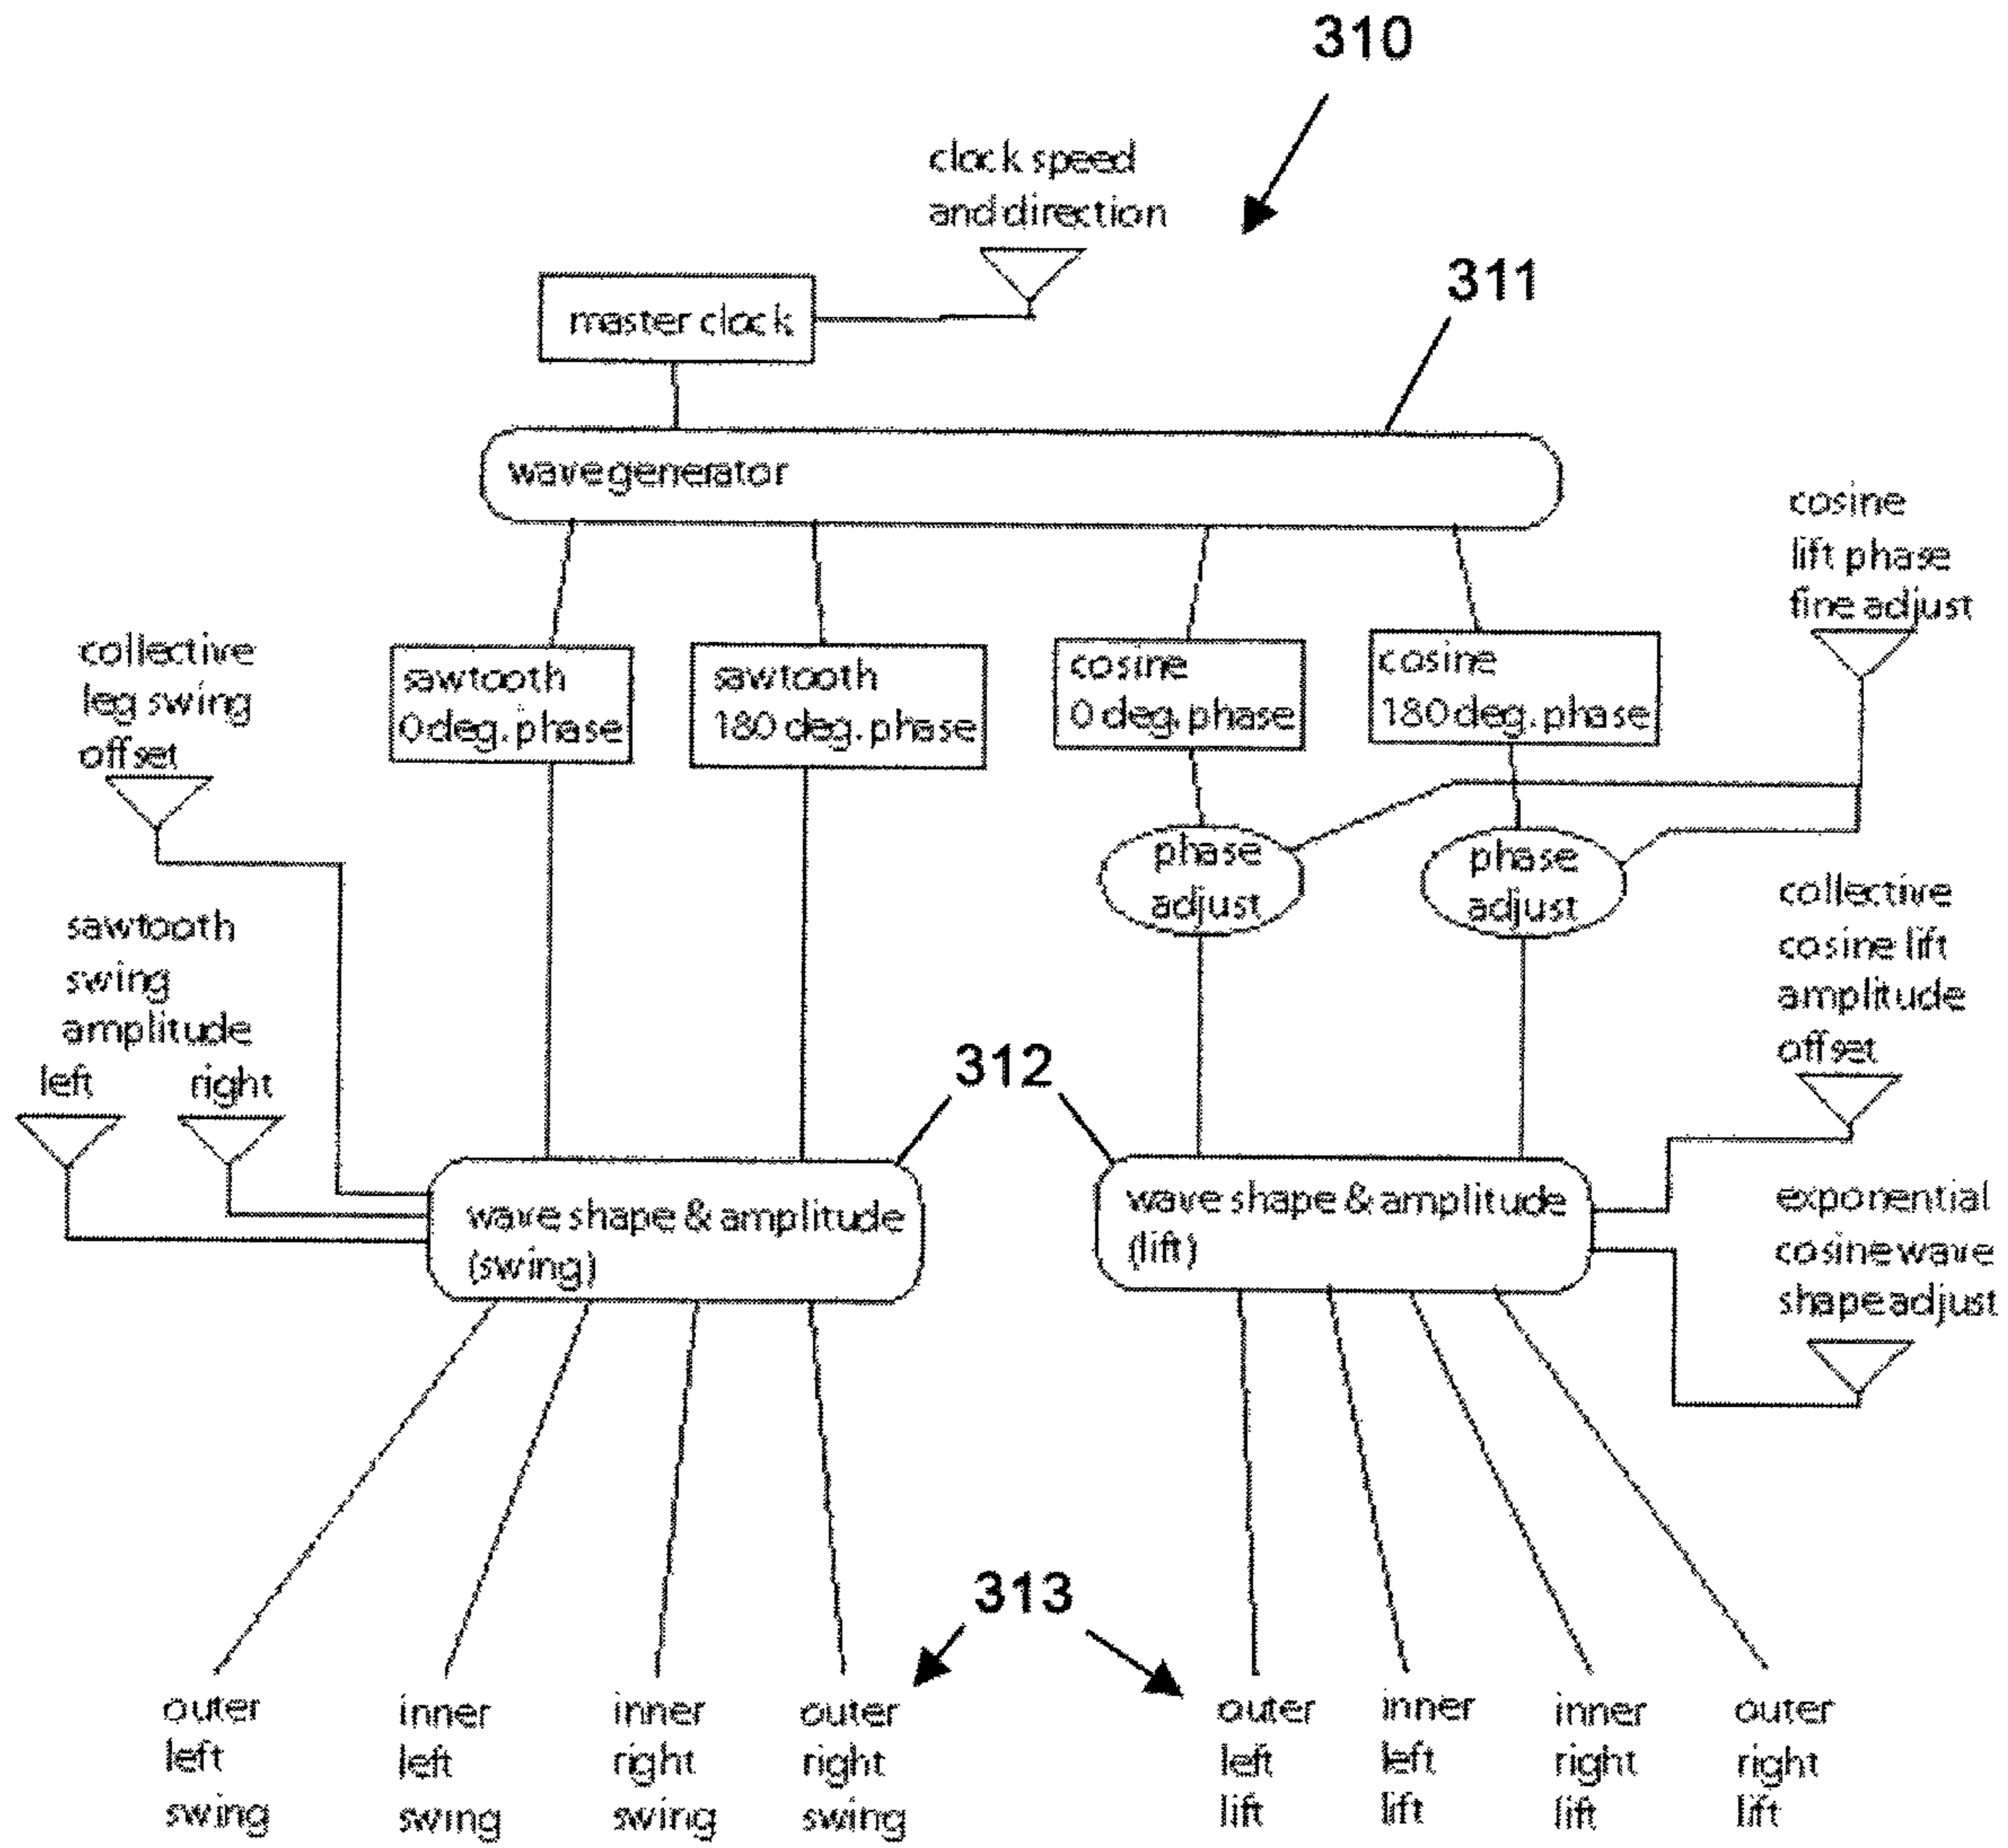 310
clock speed
and direction
311
master clock
wave generator
cosine
lift phase
fine adjust
collective
leg swing
offset
sawtooth
0 deg. phase
sawtooth
180 deg. phase
cosine
0 deg. phase
cosine
180 deg. phase
phase
adjust
phase
adjust
sawtooth
swing
amplitude
left
right
collective
cosine lift
amplitude
offset
312
wave shape & amplitude
(swing)
wave shape & amplitude
(lift)
exponential
cosine wave
shape adjust
313
outer
left
swing
inner
left
swing
inner
right
swing
outer
right
swing
outer
left
lift
inner
left
lift
inner
right
lift
outer
right
lift